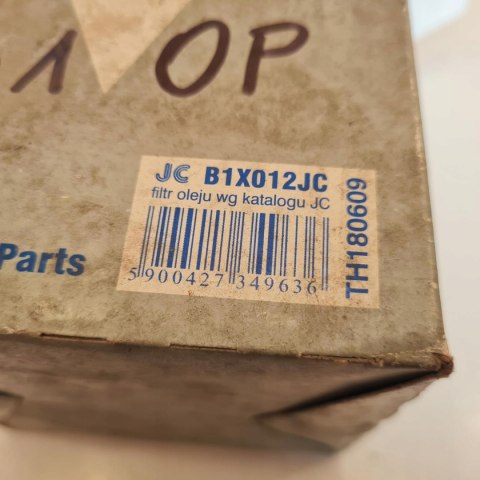 1 OP
JC B1X012JC
filtr oleju wg katalogu JC
5 900427 349636
TH180609
Parts